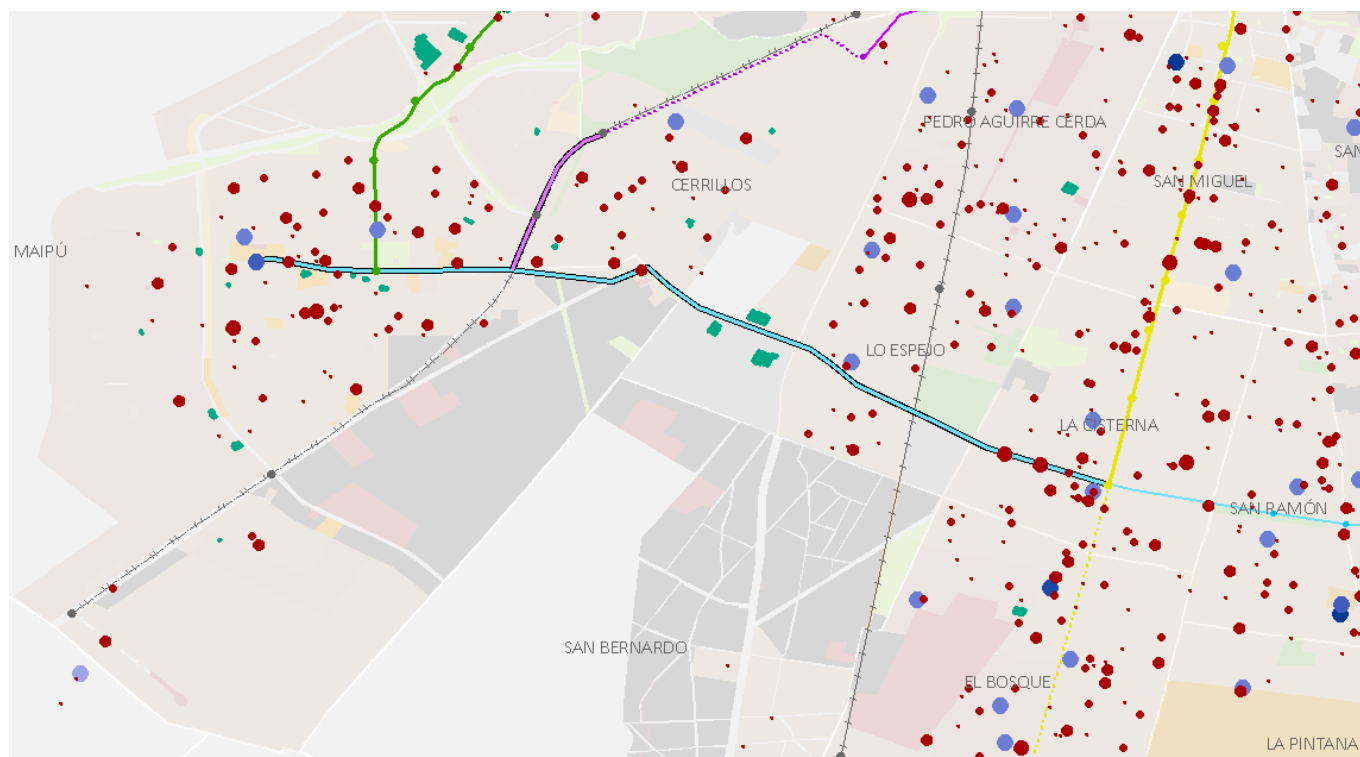 PEDRO AGUIRRE CERDA
SAN
SAN MIGUEL
CERRILLOS
MAIPÚ
LO ESPEJO
LA CISTERNA
SAN RAMÓN
SAN BERNARDO
EL BOSQUE
LA PINTANA